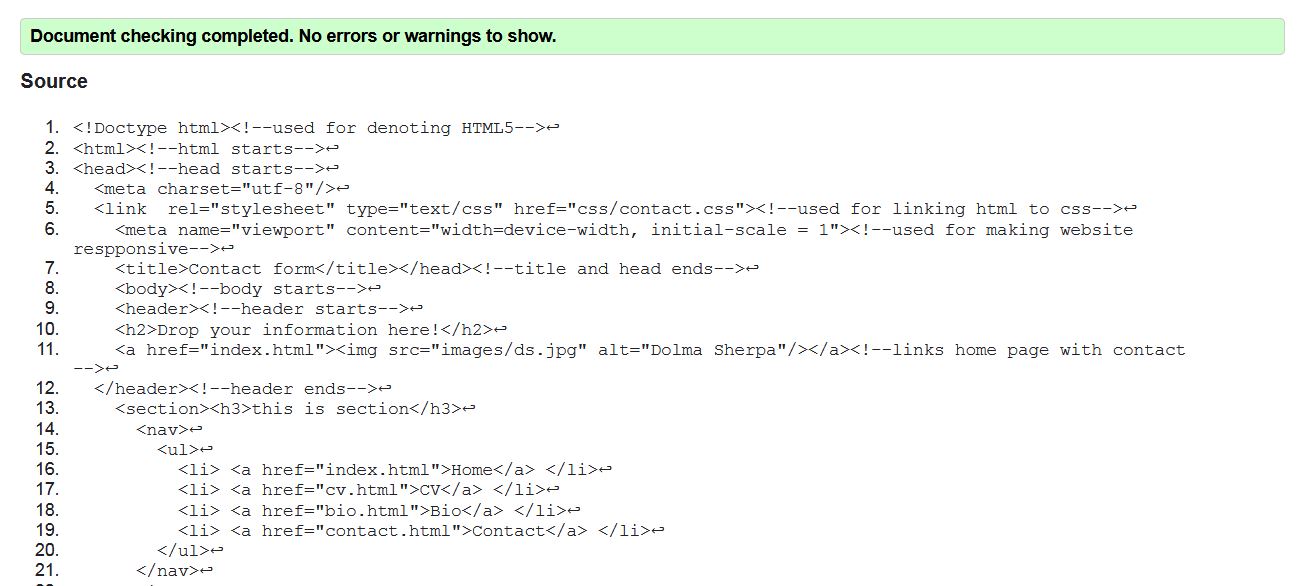 Document checking completed. No errors or warnings to show.
Source
1. <!Doctype html><!--used for denoting HTML5-->↩
2. <html><!--html starts-->↩
3. <head><!--head starts-->↩
4.   <meta charset="utf-8"/>↩
5.   <link  rel="stylesheet" type="text/css" href="css/contact.css"><!--used for linking html to css-->↩
6.     <meta name="viewport" content="width=device-width, initial-scale = 1"><!--used for making website
respponsive-->↩
7.     <title>Contact form</title></head><!--title and head ends-->↩
8.     <body><!--body starts-->↩
9.     <header><!--header starts-->↩
10.     <h2>Drop your information here!</h2>↩
11.     <a href="index.html"><img src="images/ds.jpg" alt="Dolma Sherpa"/></a><!--links home page with contact
-->↩
12.   </header><!--header ends-->↩
13.     <section><h3>this is section</h3>↩
14.       <nav>↩
15.         <ul>↩
16.           <li> <a href="index.html">Home</a> </li>↩
17.           <li> <a href="cv.html">CV</a> </li>↩
18.           <li> <a href="bio.html">Bio</a> </li>↩
19.           <li> <a href="contact.html">Contact</a> </li>↩
20.         </ul>↩
21.       </nav>↩